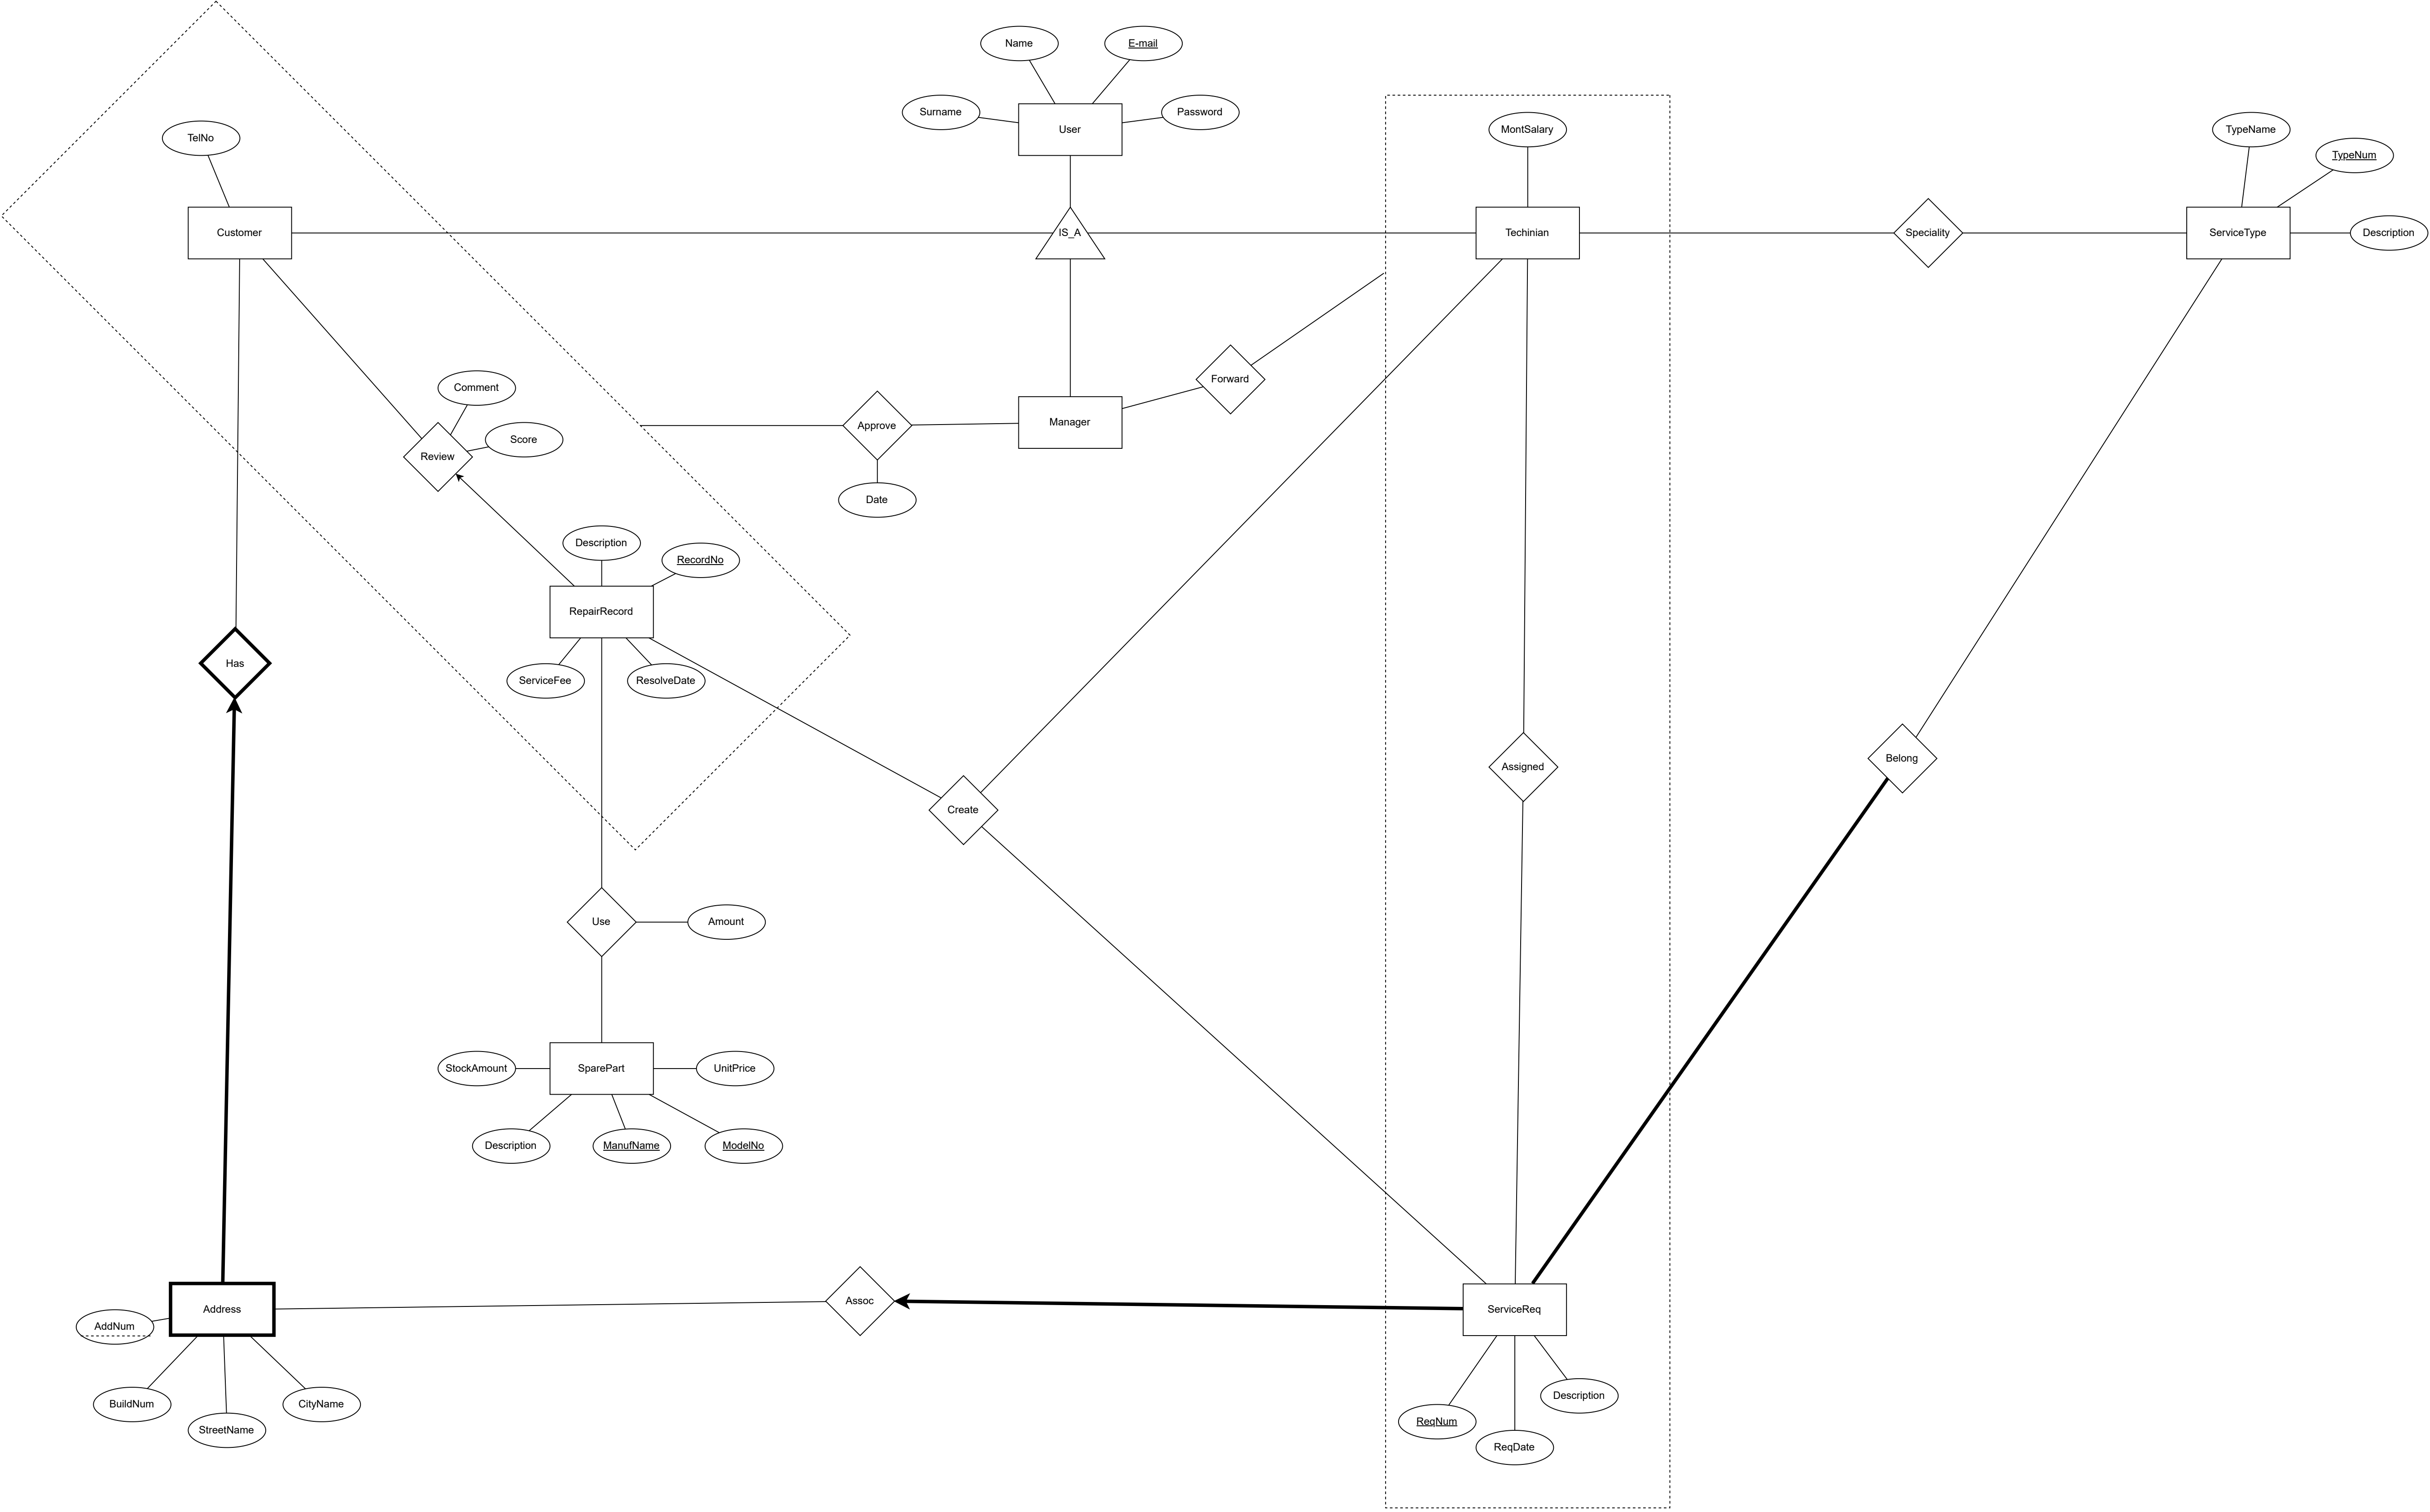 Name
E-mail
Surname
Password
User
MontSalary
TypeName
TelNo
TypeNum
Customer
IS_A
Techinian
Speciality
ServiceType
Description
Forward
Comment
Approve
Manager
Score
Review
Date
Description
RecordNo
RepairRecord
Has
ServiceFee
ResolveDate
Assigned
Belong
Create
Use
Amount
StockAmount
SparePart
UnitPrice
Description
ManufName
ModelNo
Address
Assoc
ServiceReq
AddNum
BuildNum
CityName
StreetName
Description
ReqNum
ReqDate